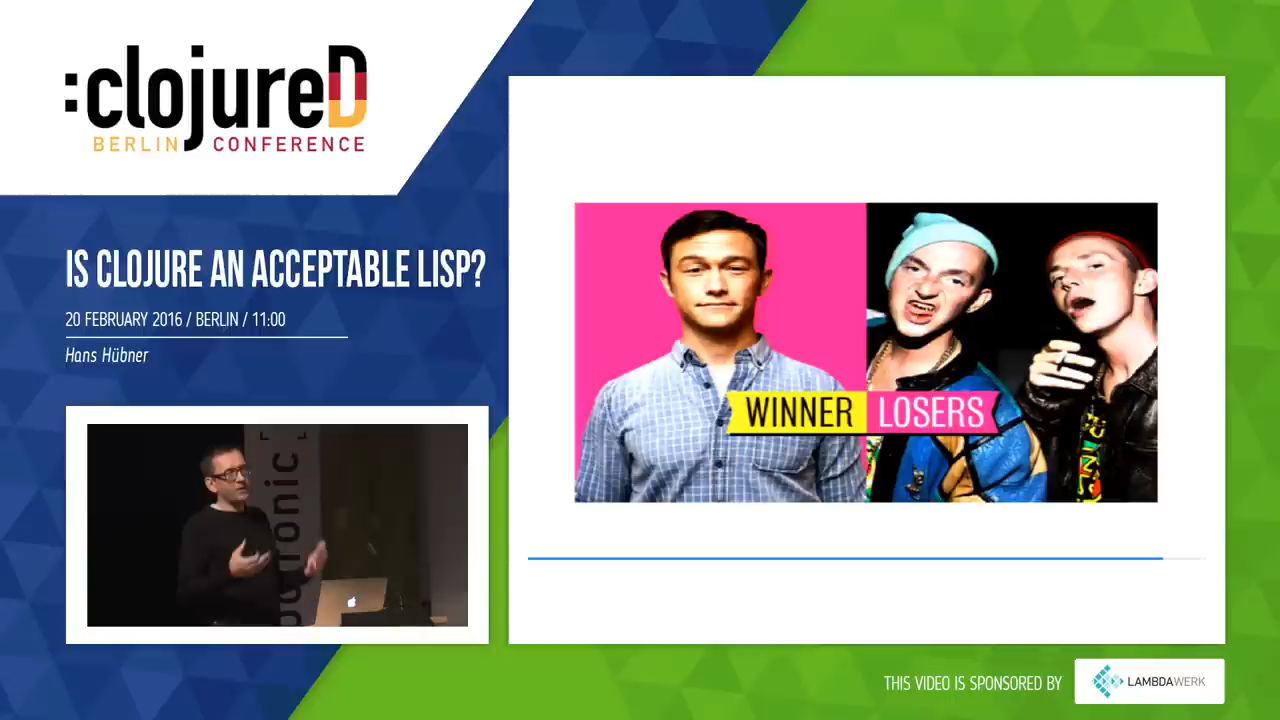 :clojureD
BERLIN CONFERENCE
IS CLOJURE AN ACCEPTABLE LISP?
20 FEBRUARY 2016 / BERLIN / 11:00
Hans Hübner
WINNER LOSERS
THIS VIDEO IS SPONSORED BY
LAMBDAWERK